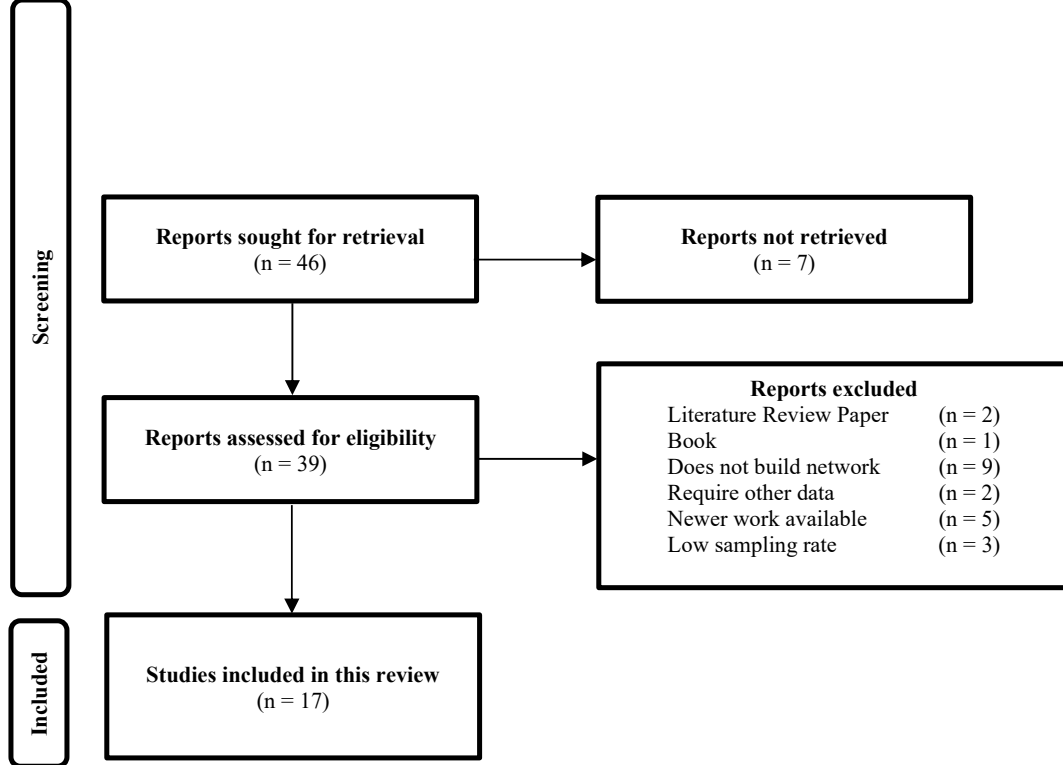 Screening
Reports sought for retrieval
(n = 46)
Reports not retrieved
(n = 7)
Reports assessed for eligibility
(n = 39)
Reports excluded
Literature Review Paper (n = 2)
Book (n = 1)
Does not build network (n = 9)
Require other data (n = 2)
Newer work available (n = 5)
Low sampling rate (n = 3)
Included
Studies included in this review
(n = 17)